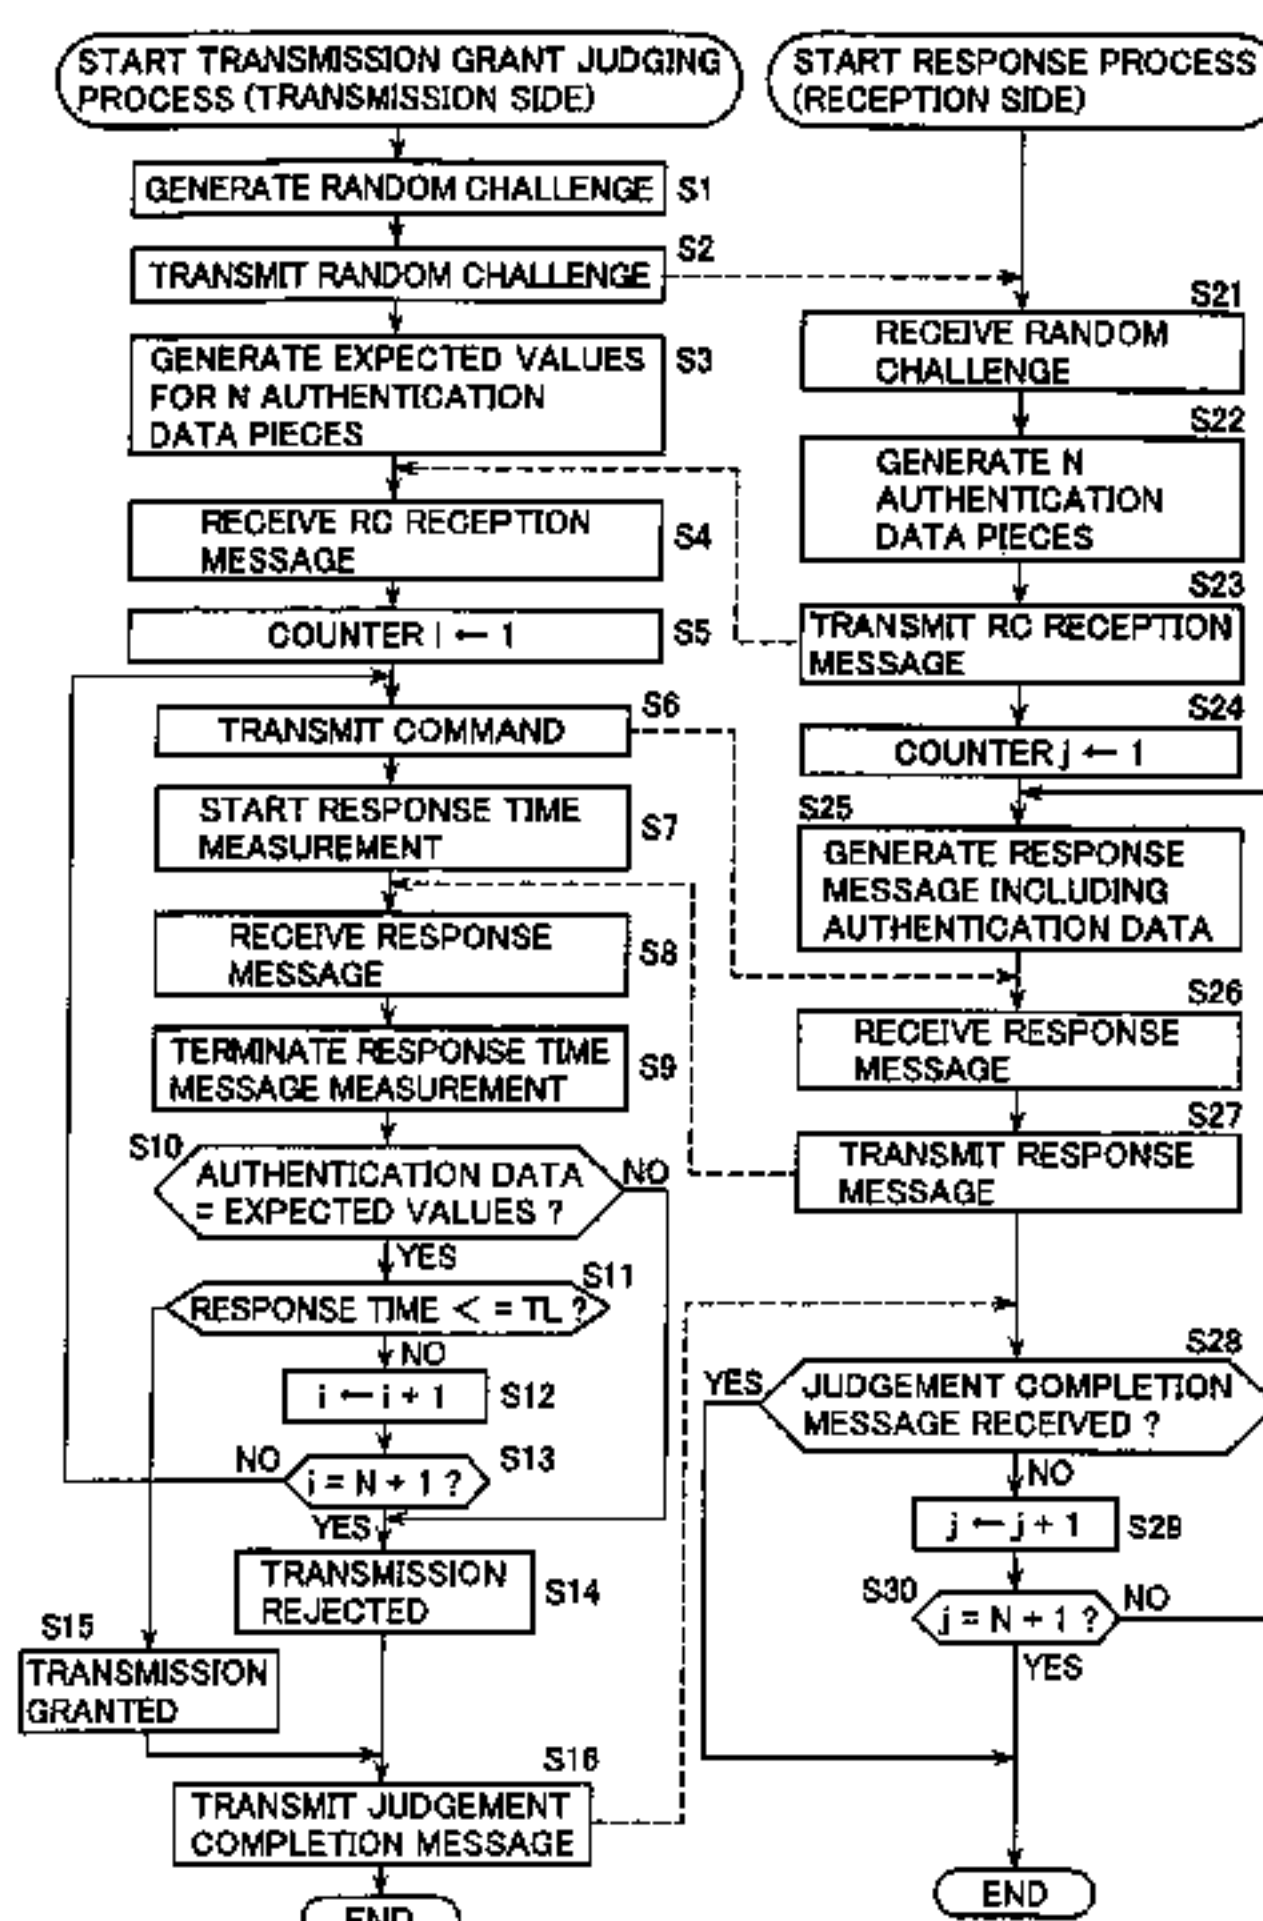 START TRANSMISSION GRANT JUDGING
PROCESS (TRANSMISSION SIDE)
GENERATE RANDOM CHALLENGE
S1
TRANSMIT RANDOM CHALLENGE
S2
GENERATE EXPECTED VALUES
FOR N AUTHENTICATION
DATA PIECES
S3
RECEIVE RC RECEPTION
MESSAGE
S4
COUNTER i ← 1
S5
TRANSMIT COMMAND
S6
START RESPONSE TIME
MEASUREMENT
S7
RECEIVE RESPONSE
MESSAGE
S8
TERMINATE RESPONSE TIME
MESSAGE MEASUREMENT
S9
S10
AUTHENTICATION DATA
= EXPECTED VALUES ?
NO
YES
S11
RESPONSE TIME < = TL ?
NO
i ← i + 1
S12
NO
i = N + 1 ?
S13
YES
TRANSMISSION
REJECTED
S14
S15
TRANSMISSION
GRANTED
S16
TRANSMIT JUDGEMENT
COMPLETION MESSAGE
END
START RESPONSE PROCESS
(RECEPTION SIDE)
S21
RECEIVE RANDOM
CHALLENGE
S22
GENERATE N
AUTHENTICATION
DATA PIECES
S23
TRANSMIT RC RECEPTION
MESSAGE
S24
COUNTER j ← 1
S25
GENERATE RESPONSE
MESSAGE INCLUDING
AUTHENTICATION DATA
S26
RECEIVE RESPONSE
MESSAGE
S27
TRANSMIT RESPONSE
MESSAGE
S28
YES
JUDGEMENT COMPLETION
MESSAGE RECEIVED ?
NO
j ← j + 1
S29
S30
j = N + 1 ?
NO
YES
END